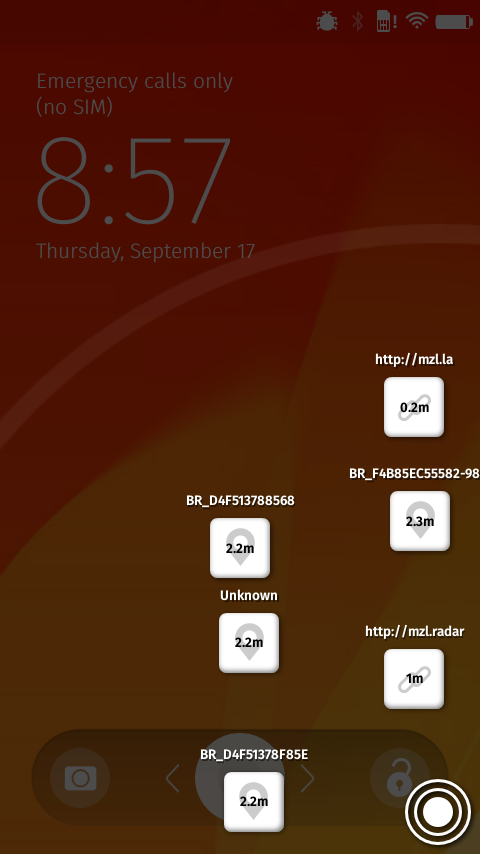 Emergency calls only
(no SIM)
8:57
Thursday, September 17
http://mzl.la
0.2m
BR_F4B85EC55582-98
2.3m
BR_D4F513788568
2.2m
Unknown
2.2m
http://mzl.radar
1m
BR_D4F51378F85E
2.2m